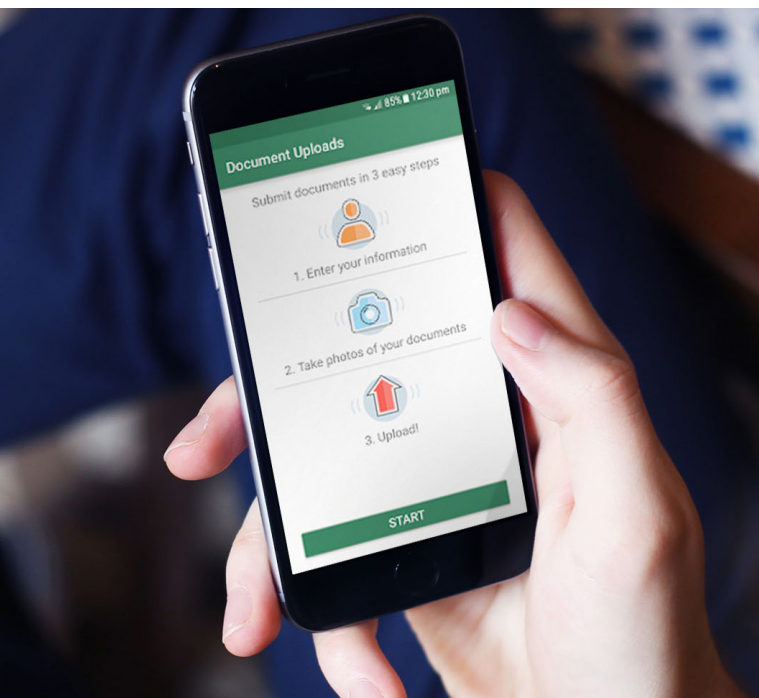 85% 12:30 pm
Document Uploads
Submit documents in 3 easy steps
1. Enter your information
2. Take photos of your documents
3. Upload!
START